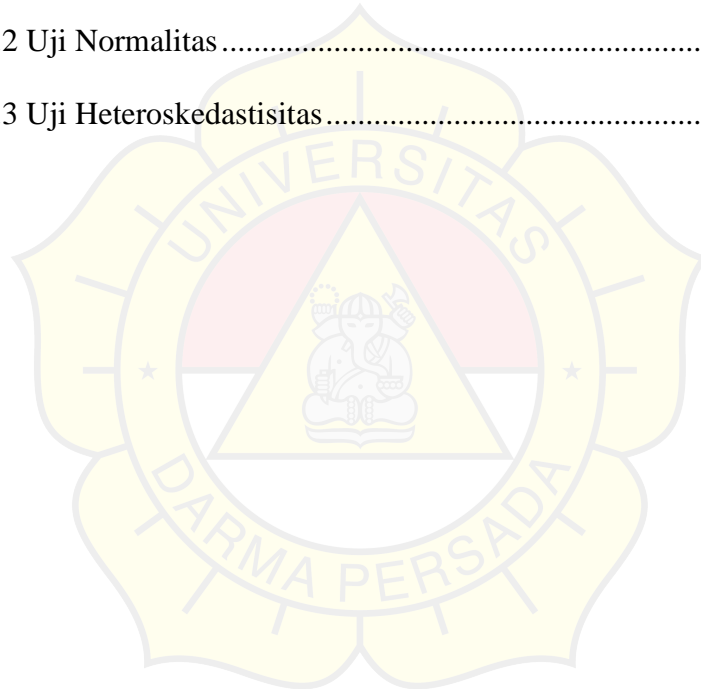 2 Uji Normalitas..........................................................
3 Uji Heteroskedastisitas.............................................
UNIVERSITAS
DARMA PERSADA